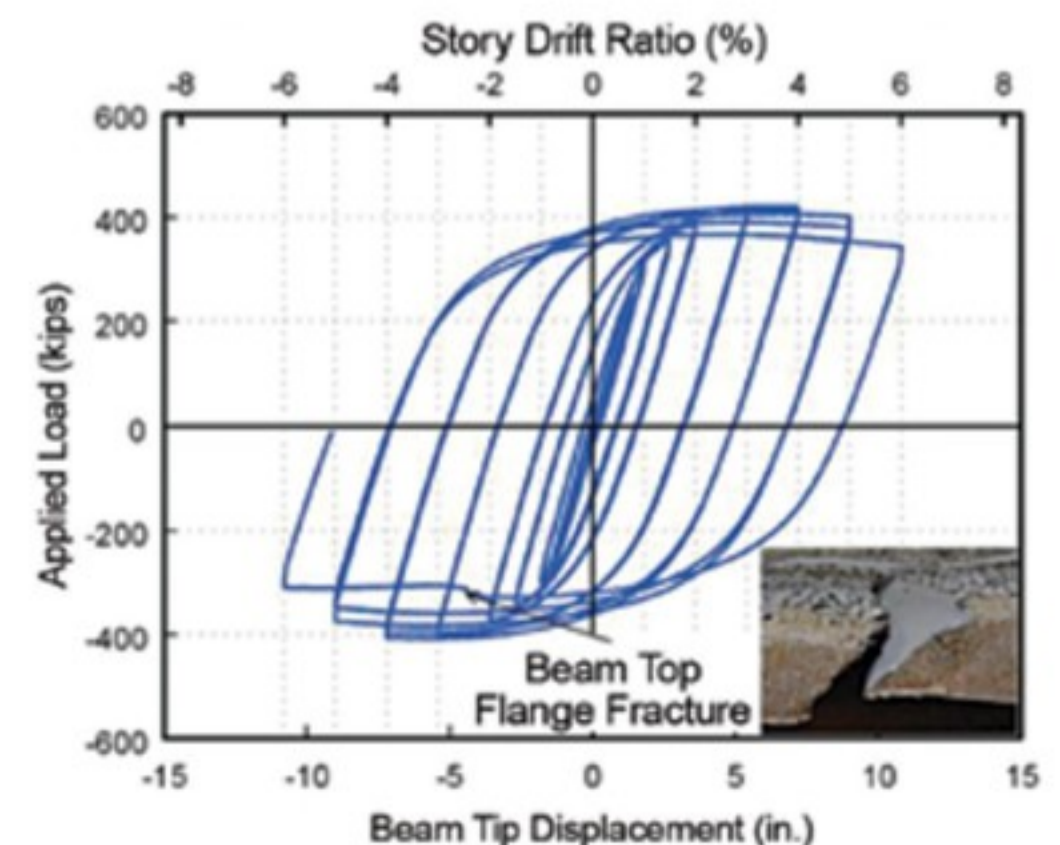 Story Drift Ratio (%)
-8 -6 -4 -2 0 2 4 6 8
600
400
200
0
-200
-400
-600
Applied Load (kips)
Beam Top
Flange Fracture
-15 -10 -5 0 5 10 15
Beam Tip Displacement (in.)